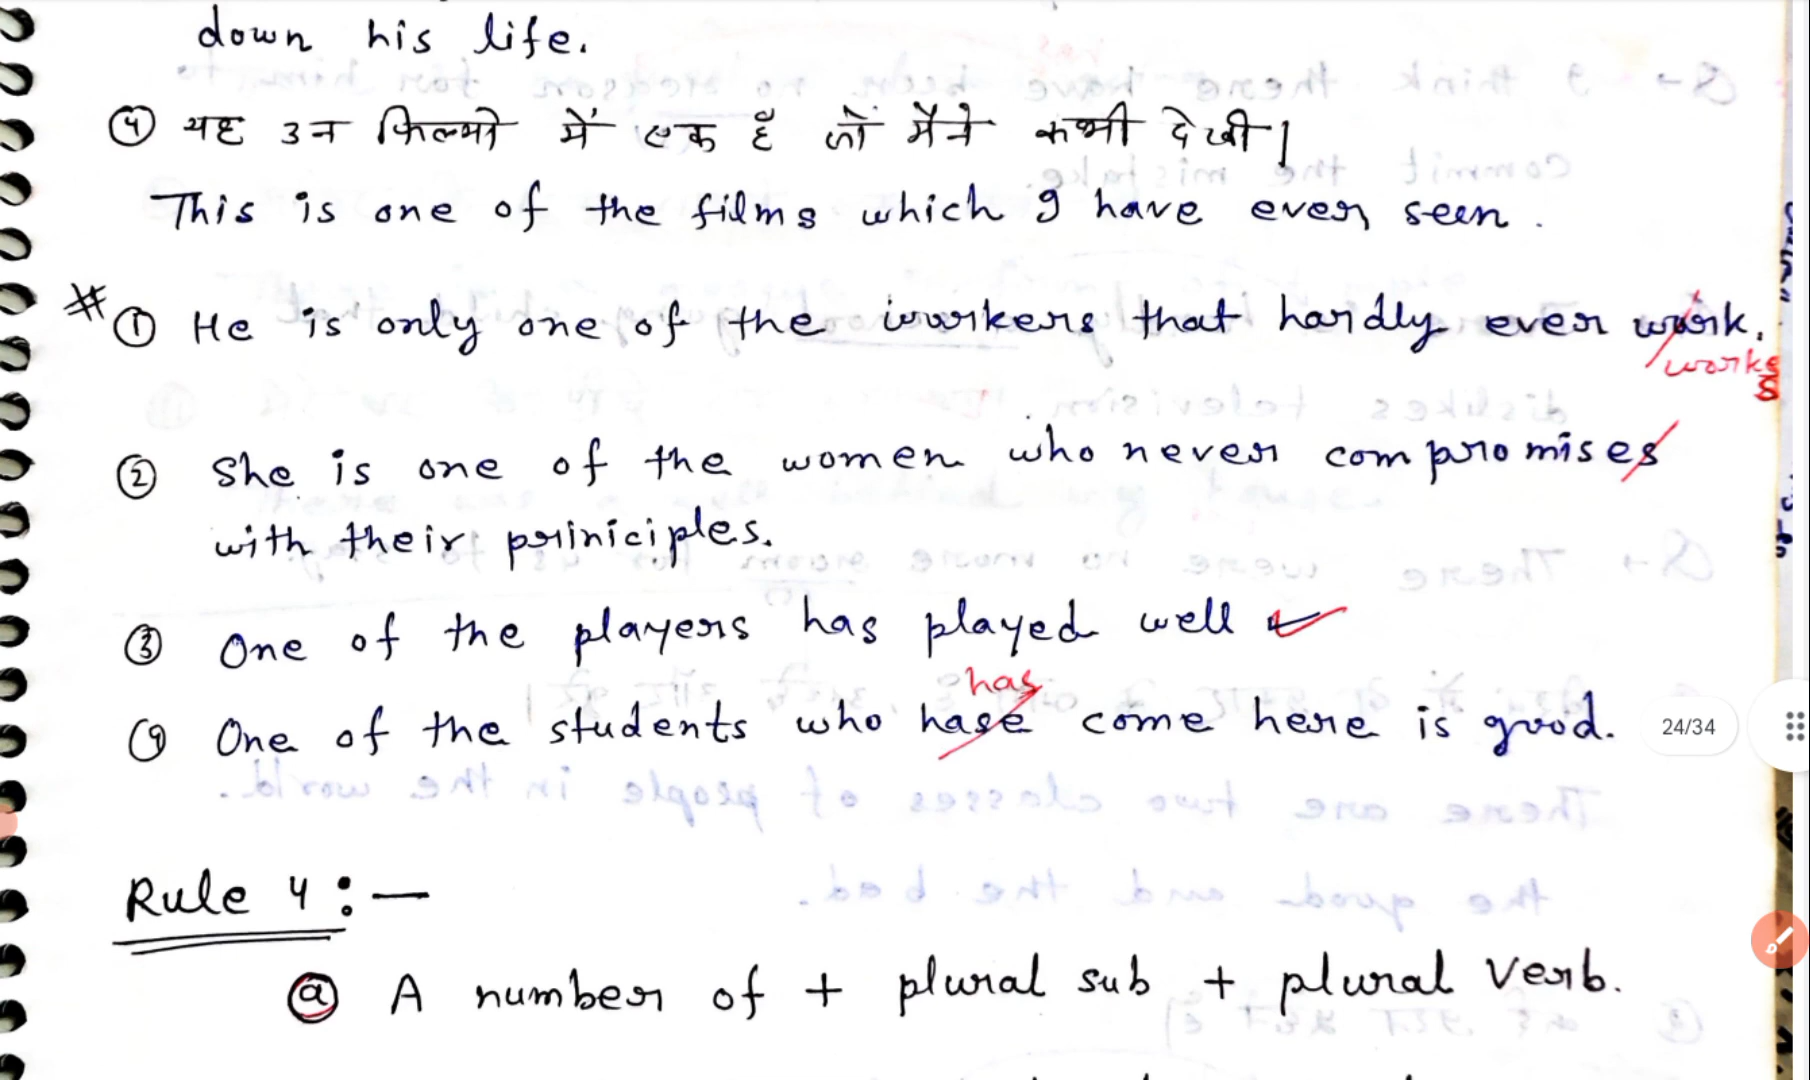 down his life.
④ यह उन फिल्मो में एक है जो मैंने कभी देखी।
This is one of the films which I have ever seen.
# ① He is only one of the workers that hardly ever work.
works
② She is one of the women who never compromises
with their priniciples.
③ One of the players has played well ✓
has
④ One of the students who hase come here is good.
24/34
Rule 4 :—
ⓐ A number of + plural sub + plural verb.